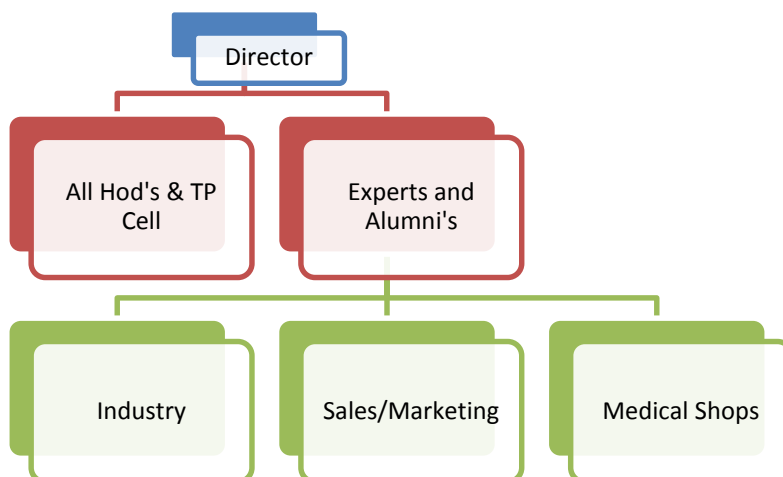 Director
All Hod's & TP
Cell
Experts and
Alumni's
Industry
Sales/Marketing
Medical Shops